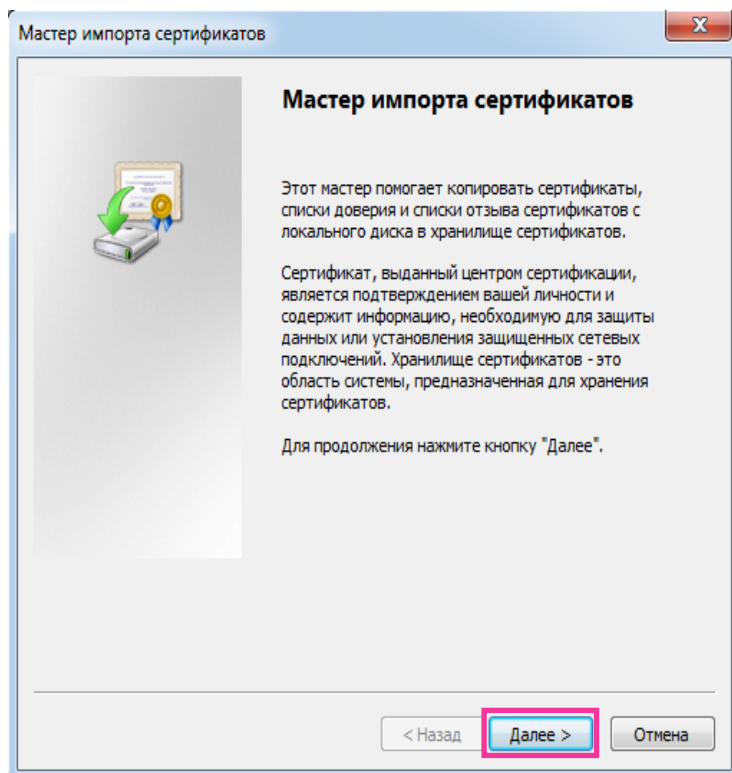 Мастер импорта сертификатов
Мастер импорта сертификатов
Этот мастер помогает копировать сертификаты,
списки доверия и списки отзыва сертификатов с
локального диска в хранилище сертификатов.
Сертификат, выданный центром сертификации,
является подтверждением вашей личности и
содержит информацию, необходимую для защиты
данных или установления защищенных сетевых
подключений. Хранилище сертификатов - это
область системы, предназначенная для хранения
сертификатов.
Для продолжения нажмите кнопку "Далее".
< Назад Далее > Отмена